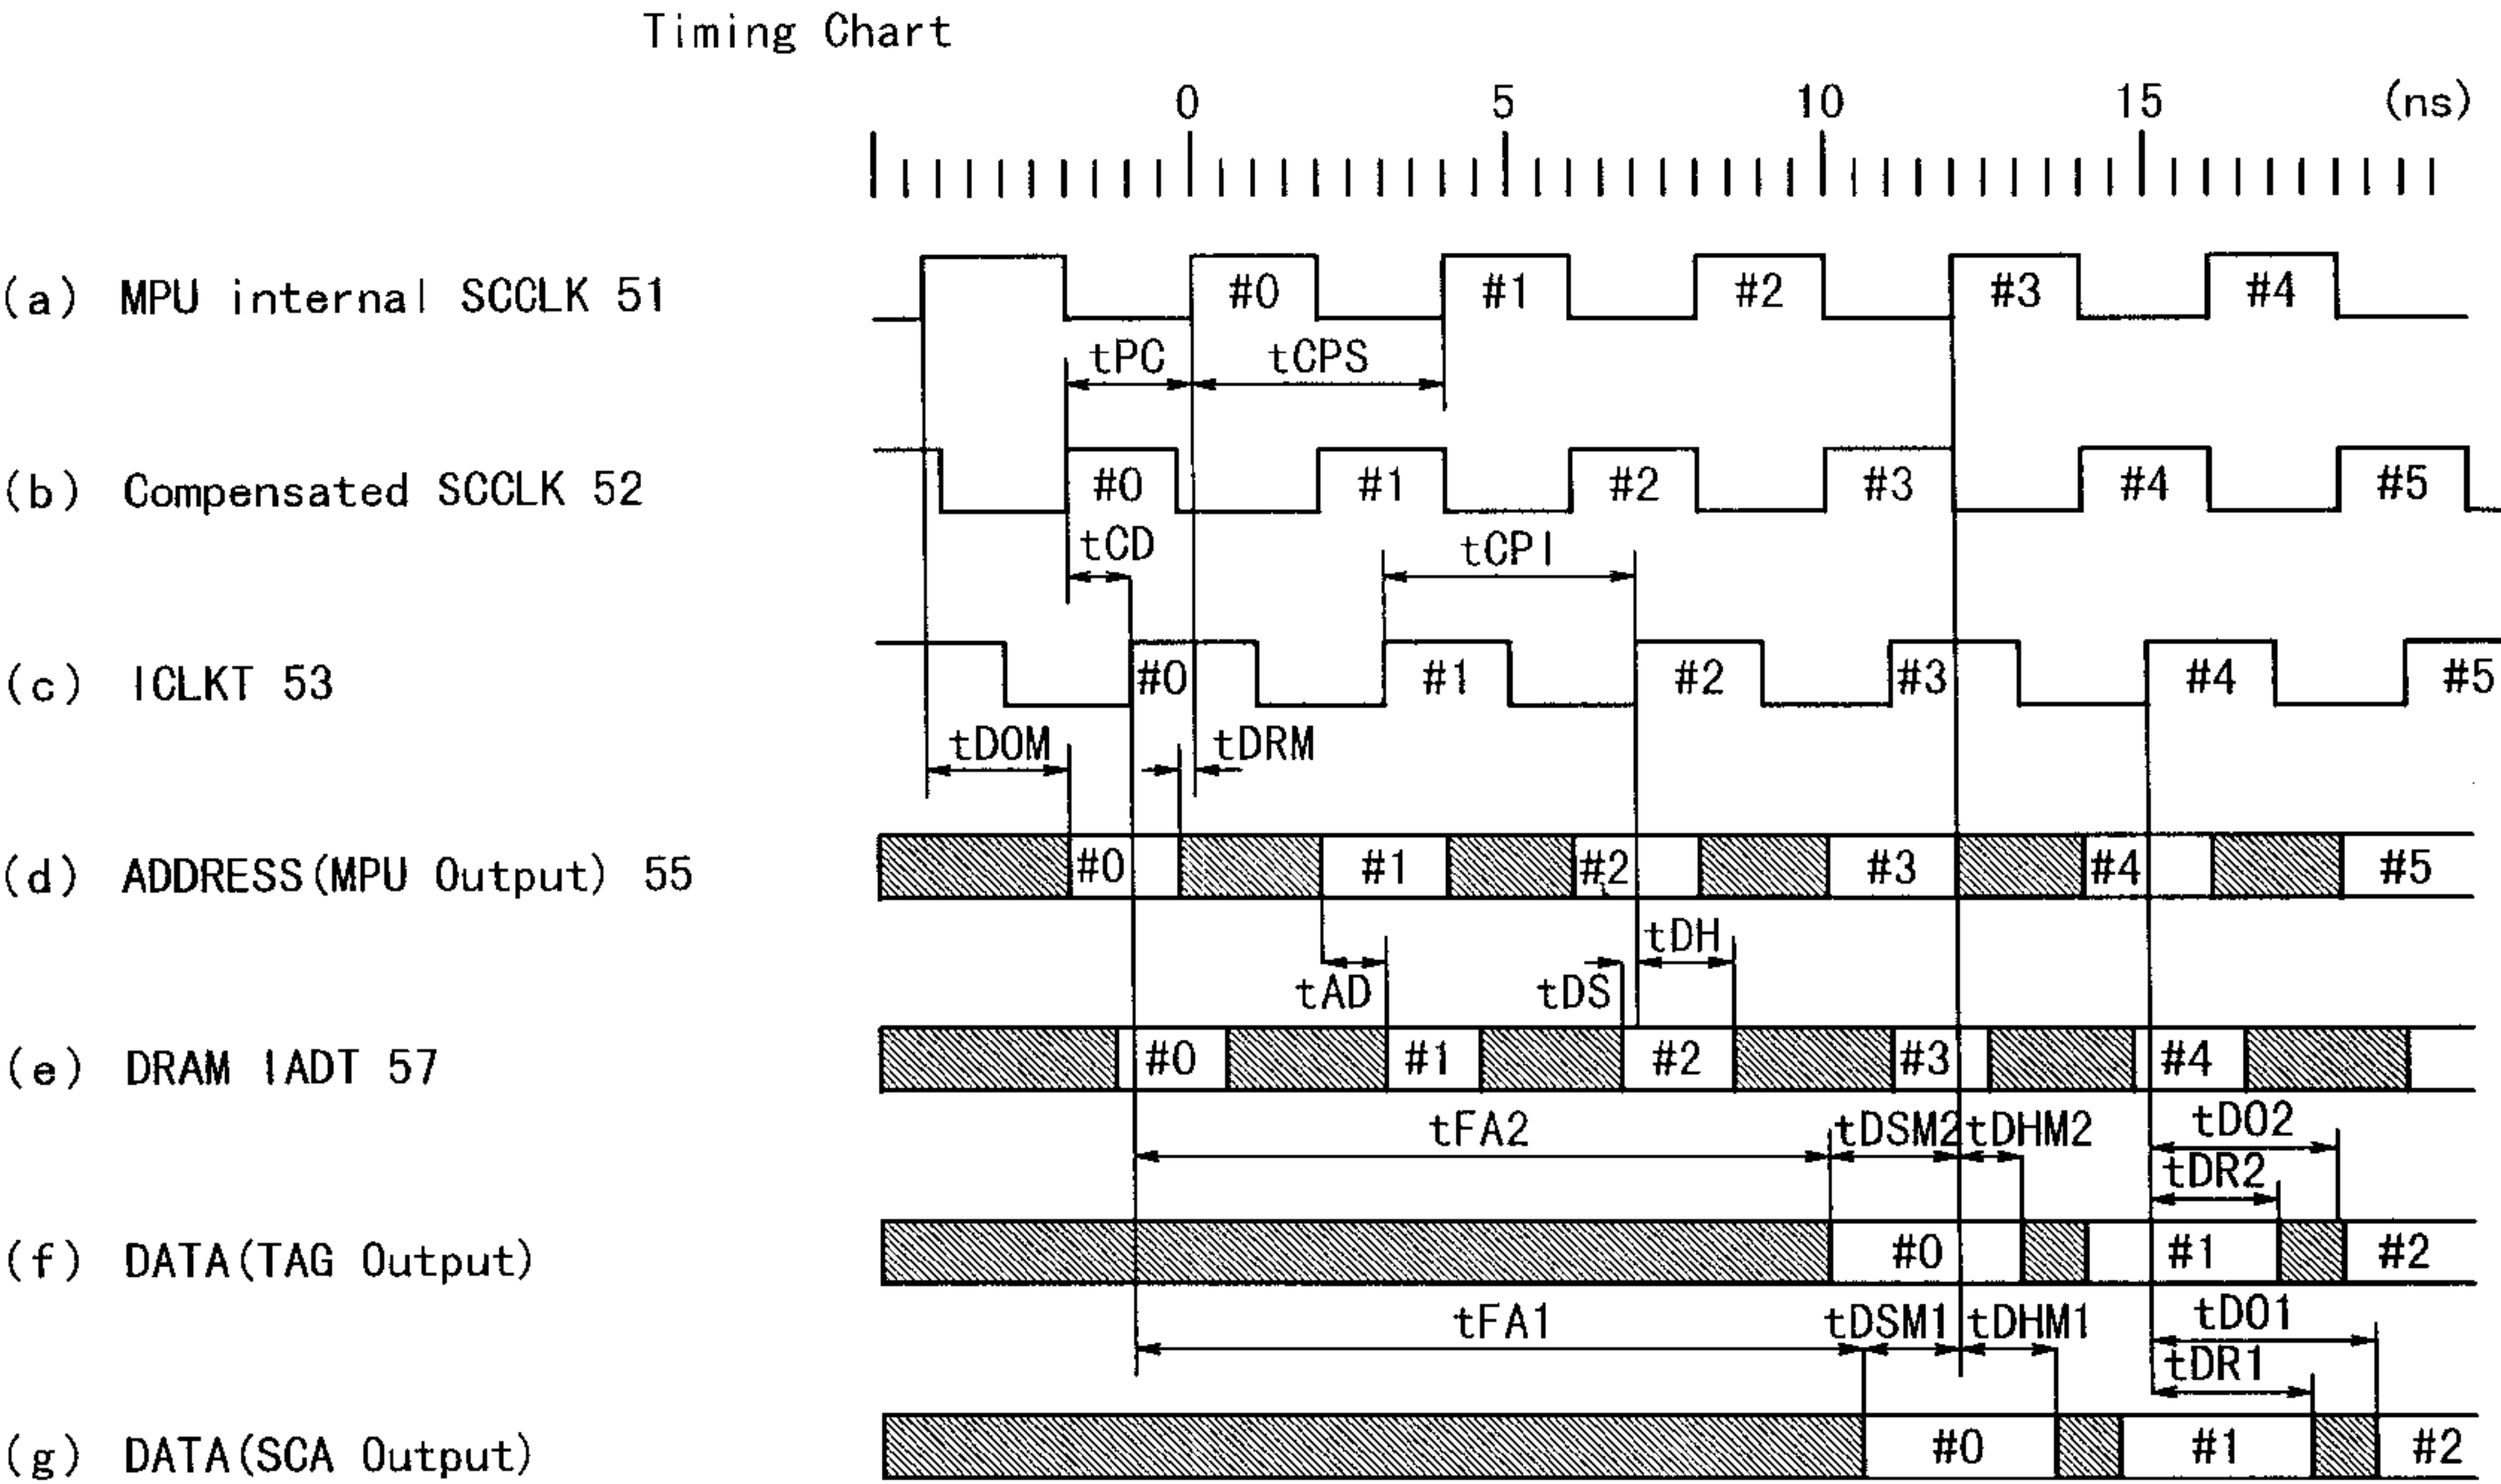 Timing Chart
0 5 10 15 (ns)
(a) MPU internal SCCLK 51
#0 #1 #2 #3 #4
tPC tCPS
(b) Compensated SCCLK 52
#0 #1 #2 #3 #4 #5
tCD tCPI
(c) ICLKT 53
#0 #1 #2 #3 #4 #5
tDOM tDRM
(d) ADDRESS(MPU Output) 55
#0 #1 #2 #3 #4 #5
tAD tDS tDH
(e) DRAM IADT 57
#0 #1 #2 #3 #4
tFA2 tDSM2 tDHM2 tDO2
tDR2
(f) DATA(TAG Output)
#0 #1 #2
tFA1 tDSM1 tDHM1 tDO1
tDR1
(g) DATA(SCA Output)
#0 #1 #2